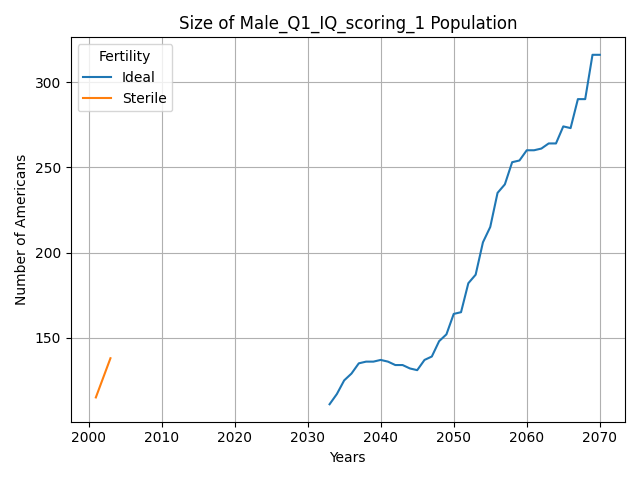 Size of Male_Q1_IQ_scoring_1 Population
Fertility
Ideal
Sterile
Number of Americans
300
250
200
150
2000 2010 2020 2030 2040 2050 2060 2070
Years